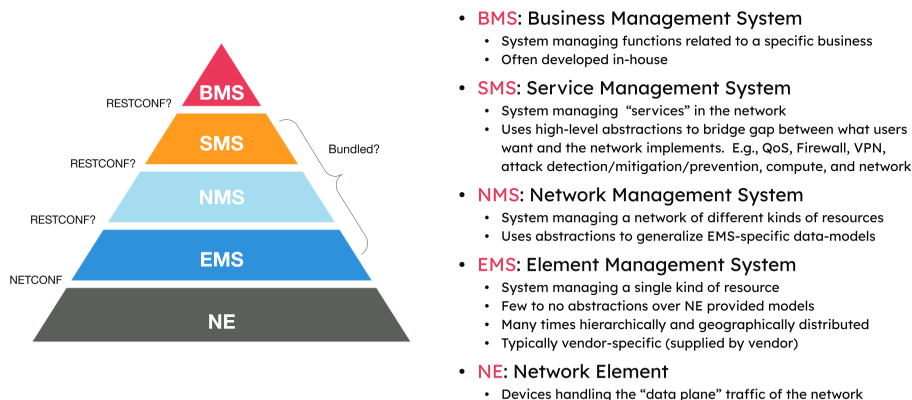 BMS
RESTCONF?
SMS
Bundled?
RESTCONF?
NMS
RESTCONF?
EMS
NETCONF
NE
• BMS: Business Management System
• System managing functions related to a specific business
• Often developed in-house
• SMS: Service Management System
• System managing “services” in the network
• Uses high-level abstractions to bridge gap between what users
want and the network implements. E.g., QoS, Firewall, VPN,
attack detection/mitigation/prevention, compute, and network
• NMS: Network Management System
• System managing a network of different kinds of resources
• Uses abstractions to generalize EMS-specific data-models
• EMS: Element Management System
• System managing a single kind of resource
• Few to no abstractions over NE provided models
• Many times hierarchically and geographically distributed
• Typically vendor-specific (supplied by vendor)
• NE: Network Element
• Devices handling the “data plane” traffic of the network